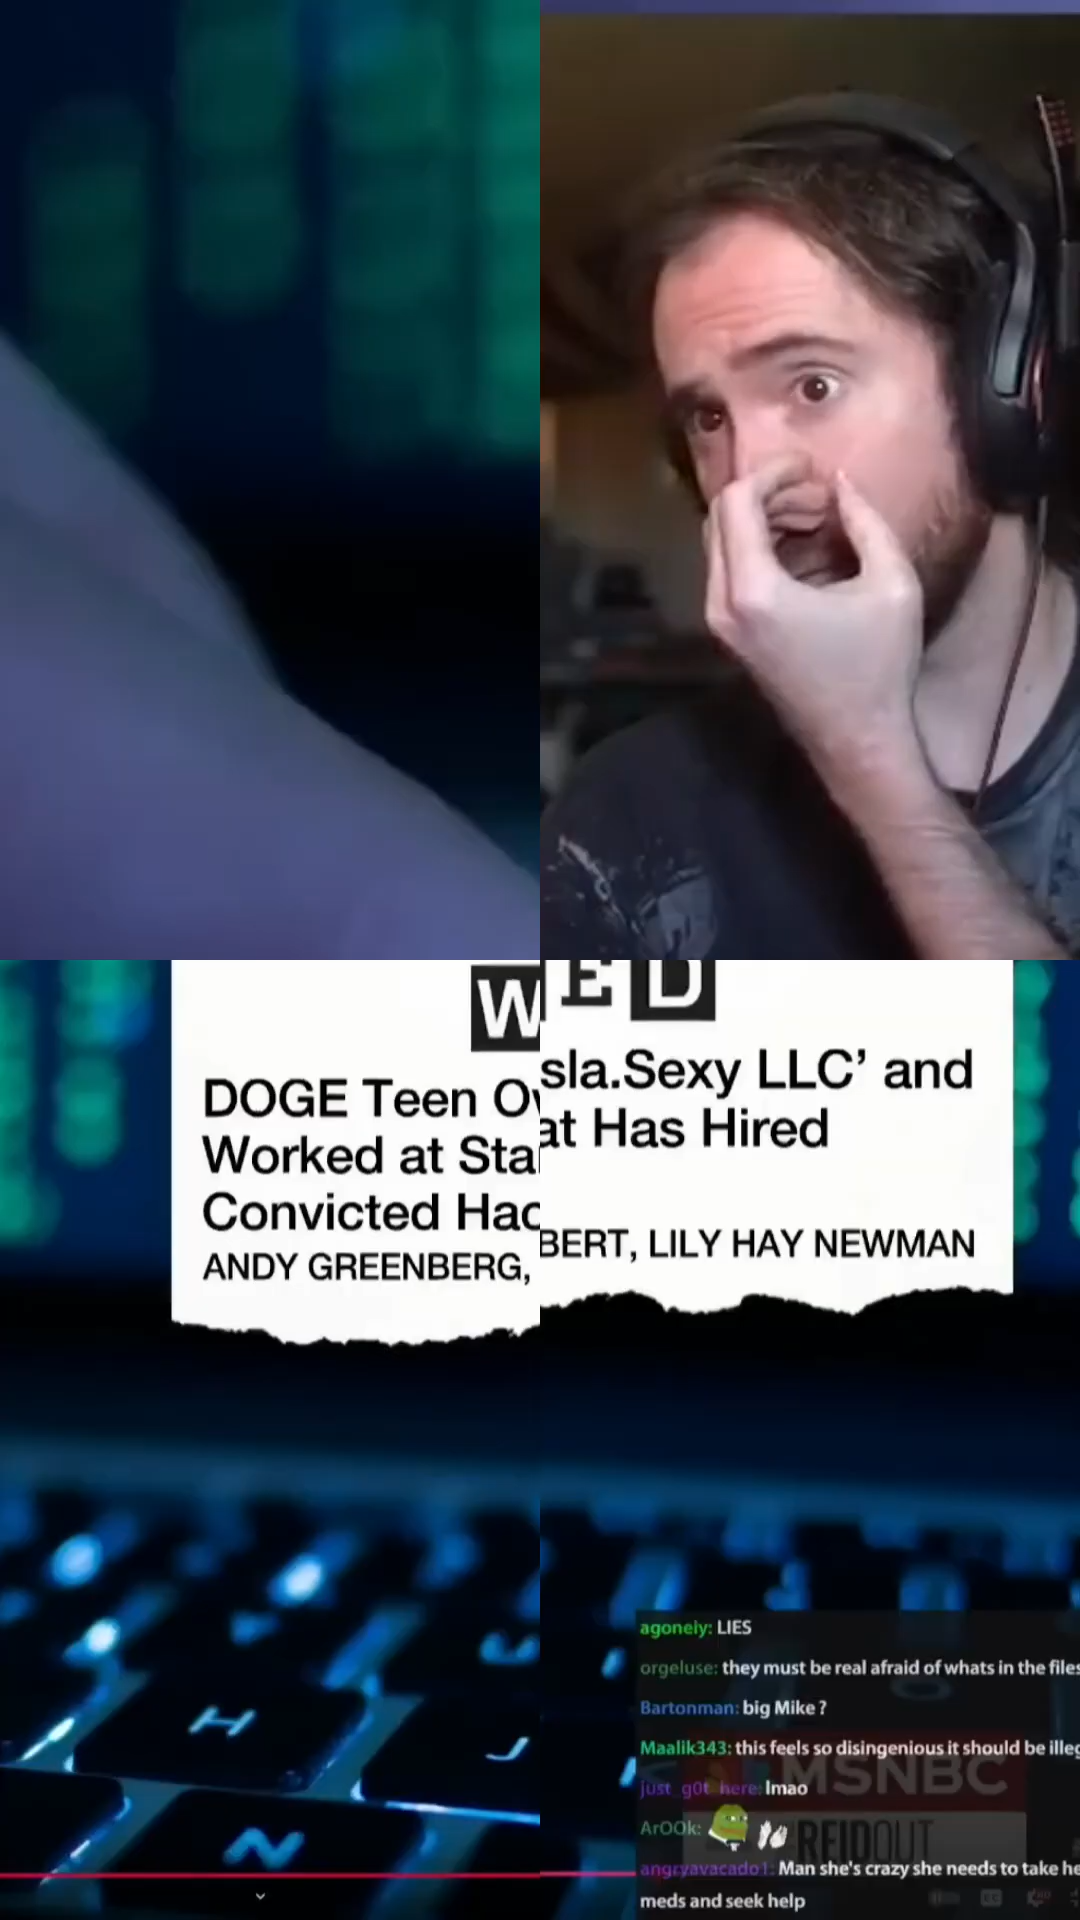 W
ED
DOGE Teen Ov
sla.Sexy LLC’ and
Worked at Sta
at Has Hired
Convicted Hac
ANDY GREENBERG,
BERT, LILY HAY NEWMAN
agonely: LIES
orgeluse: they must be real afraid of whats in the files
Bartonman: big Mike ?
Maalik343: this feels so disingenious it should be illeg
just_g0t_here: lmao
MSNBC
ArOOk:
REIDOUT
angryavacado1: Man she's crazy she needs to take he
meds and seek help
H
J
N